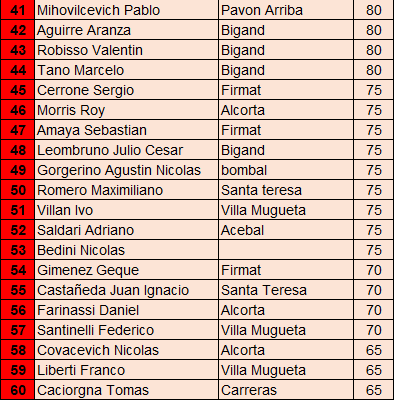 41 Mihovilcevich Pablo Pavon Arriba 80
42 Aguirre Aranza Bigand 80
43 Robisso Valentin Bigand 80
44 Tano Marcelo Bigand 80
45 Cerrone Sergio Firmat 75
46 Morris Roy Alcorta 75
47 Amaya Sebastian Firmat 75
48 Leombruno Julio Cesar Bigand 75
49 Gorgerino Agustin Nicolas bombal 75
50 Romero Maximiliano Santa teresa 75
51 Villan Ivo Villa Mugueta 75
52 Saldari Adriano Acebal 75
53 Bedini Nicolas 75
54 Gimenez Geque Firmat 70
55 Castañeda Juan Ignacio Santa Teresa 70
56 Farinassi Daniel Alcorta 70
57 Santinelli Federico Villa Mugueta 70
58 Covacevich Nicolas Alcorta 65
59 Liberti Franco Villa Mugueta 65
60 Caciorgna Tomas Carreras 65